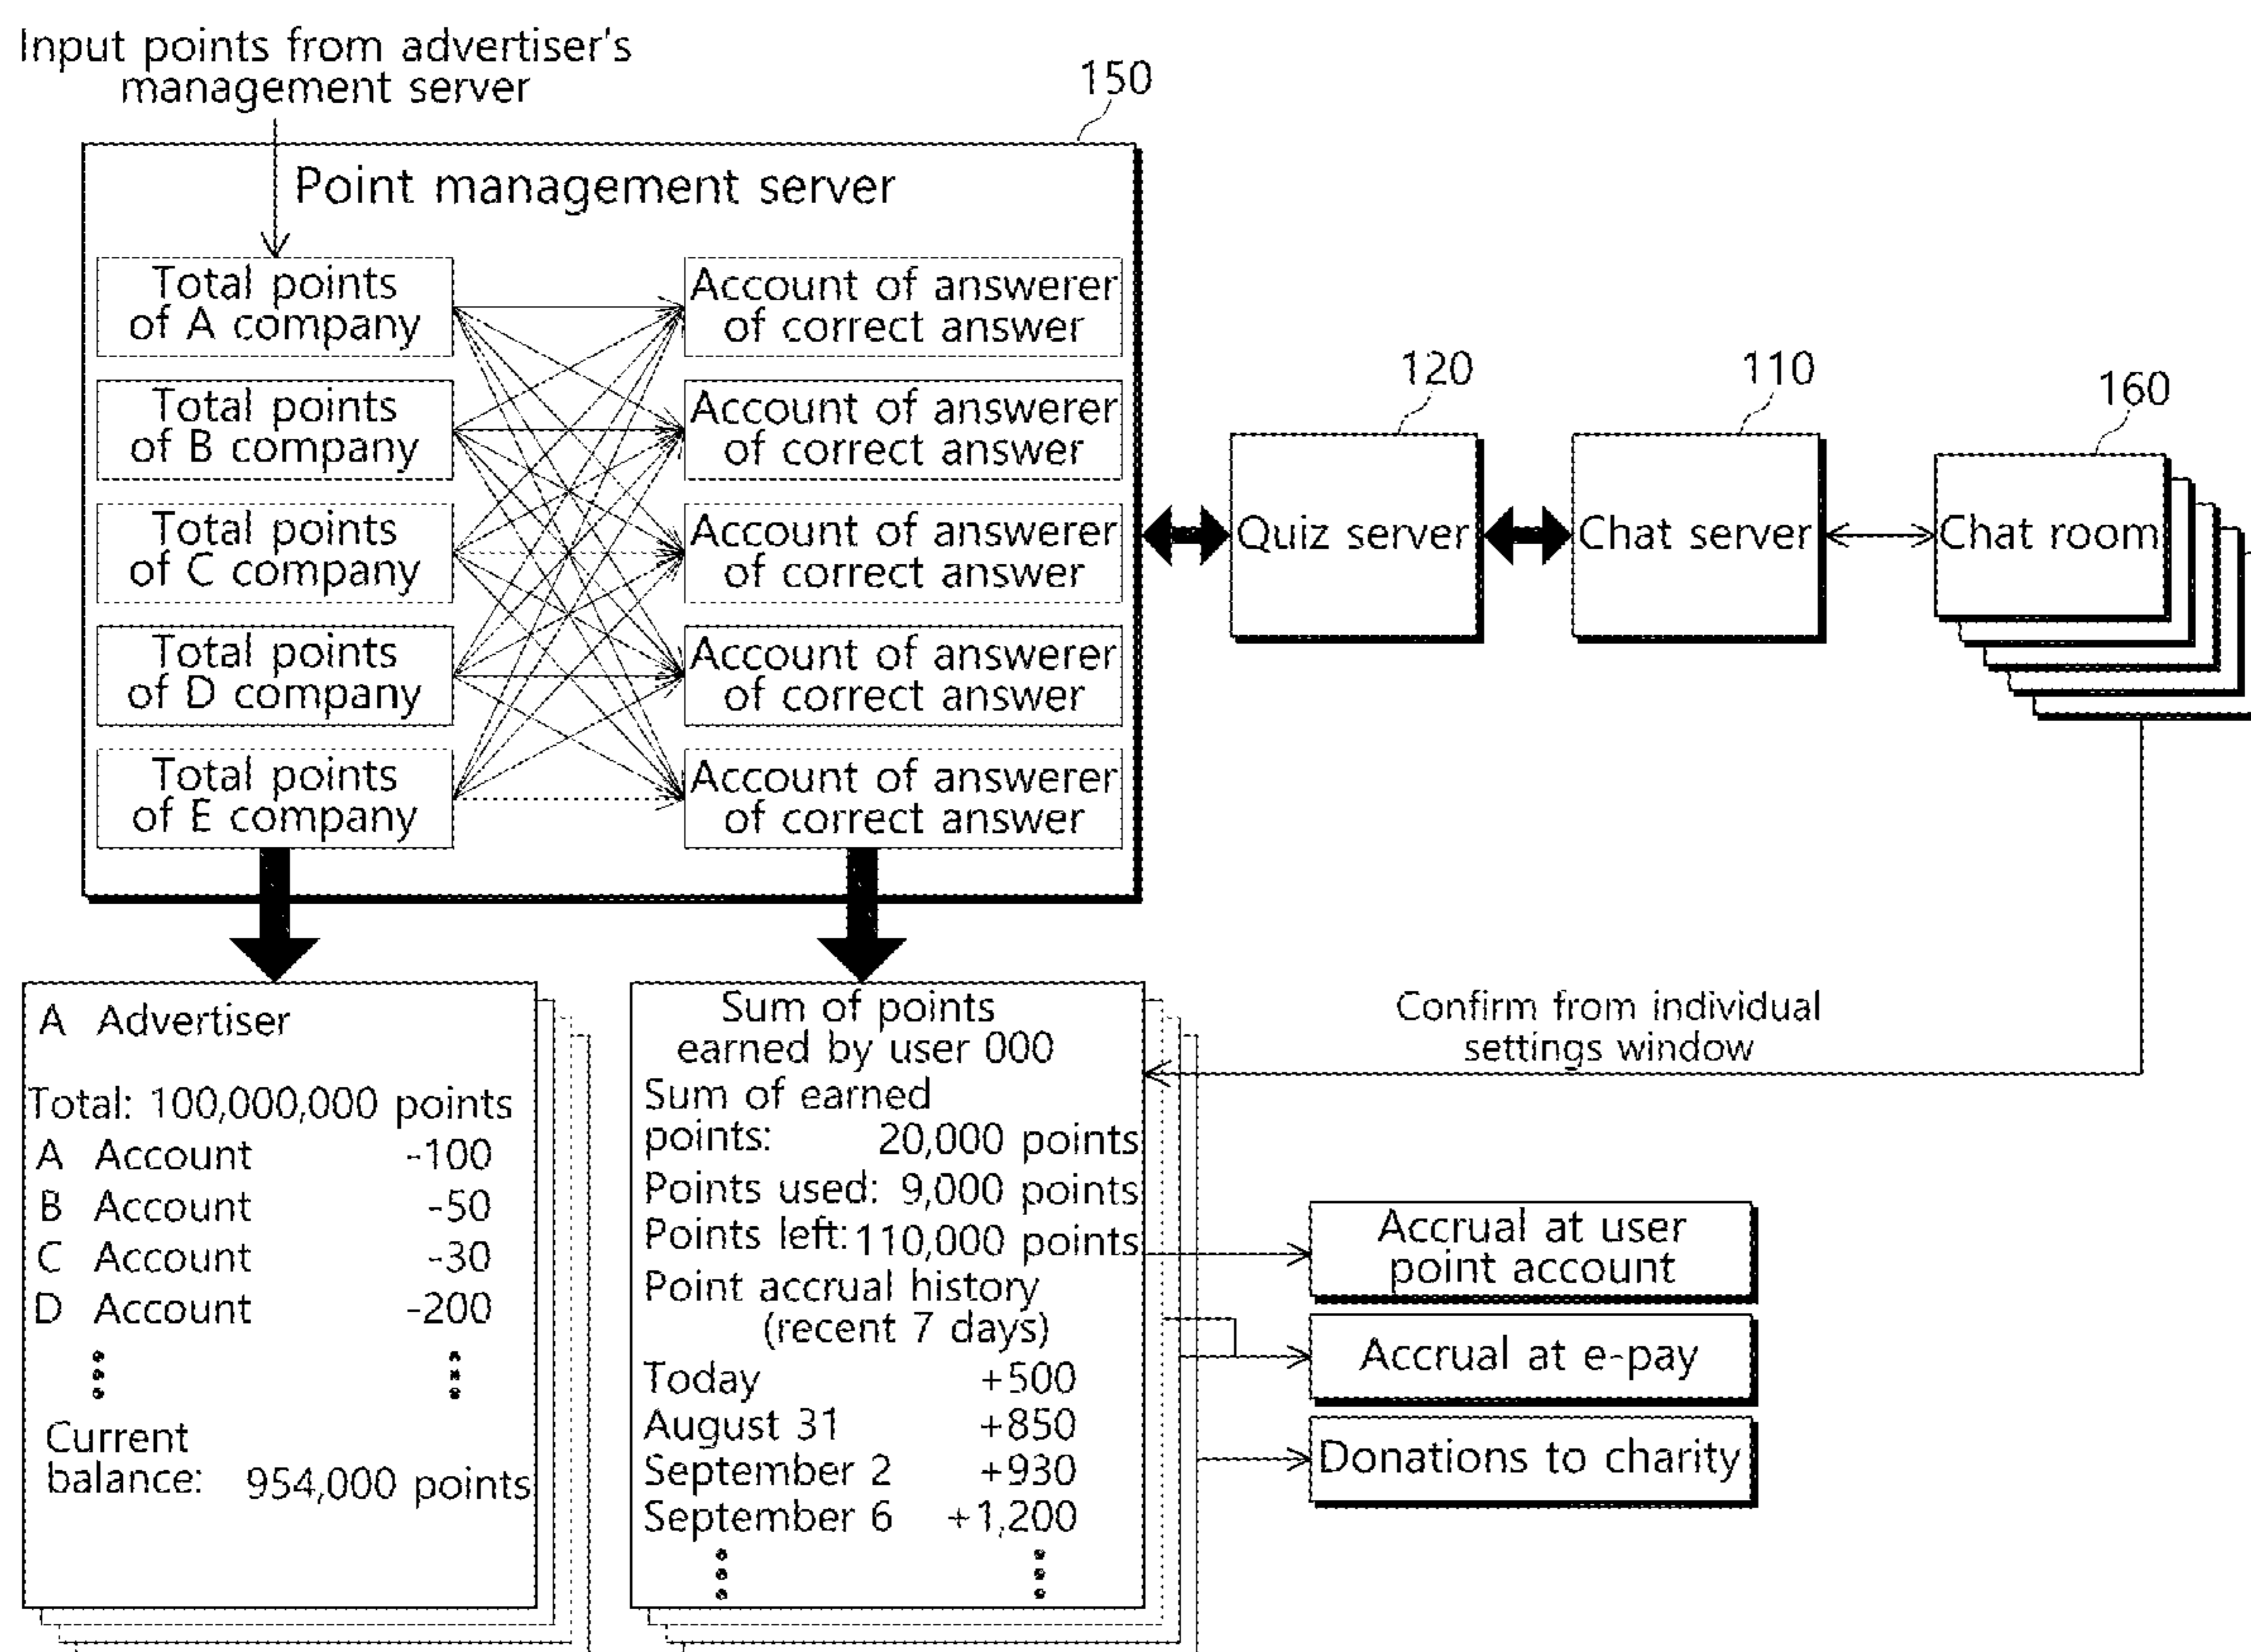 Input points from advertiser's
management server
150
Point management server
Total points
of A company
Account of answerer
of correct answer
Total points
of B company
Account of answerer
of correct answer
Total points
of C company
Account of answerer
of correct answer
Total points
of D company
Account of answerer
of correct answer
Total points
of E company
Account of answerer
of correct answer
120
Quiz server
110
Chat server
160
Chat room
A Advertiser
Total: 100,000,000 points
A Account -100
B Account -50
C Account -30
D Account -200
Current
balance: 954,000 points
Sum of points
earned by user 000
Sum of earned
points: 20,000 points
Points used: 9,000 points
Points left: 110,000 points
Point accrual history
(recent 7 days)
Today +500
August 31 +850
September 2 +930
September 6 +1,200
Confirm from individual
settings window
Accrual at user
point account
Accrual at e-pay
Donations to charity